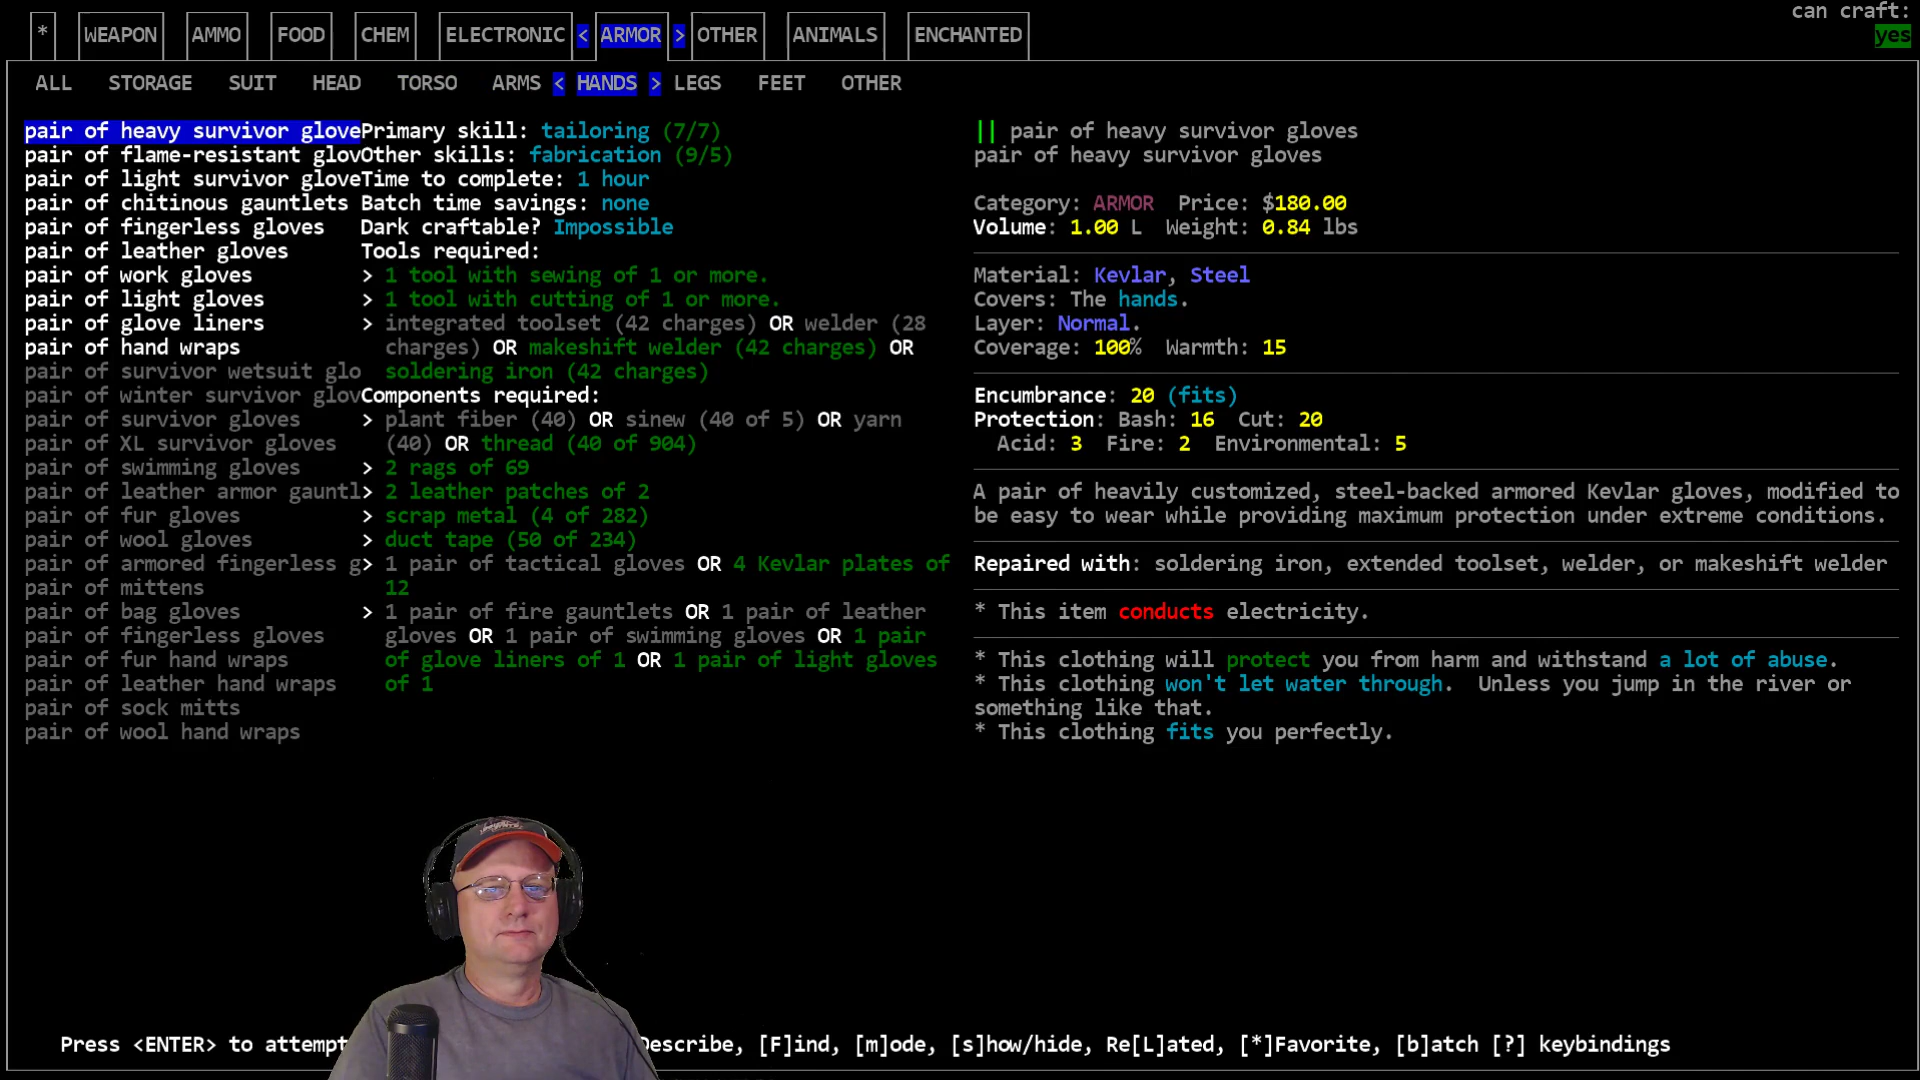 can craft:
* WEAPON AMMO FOOD CHEM ELECTRONIC < ARMOR > OTHER ANIMALS ENCHANTED yes
ALL STORAGE SUIT HEAD TORSO ARMS < HANDS > LEGS FEET OTHER
pair of heavy survivor glove
pair of flame-resistant glov
pair of light survivor glove
pair of chitinous gauntlets
pair of fingerless gloves
pair of leather gloves
pair of work gloves
pair of light gloves
pair of glove liners
pair of hand wraps
pair of survivor wetsuit glo
pair of winter survivor glov
pair of survivor gloves
pair of XL survivor gloves
pair of swimming gloves
pair of leather armor gauntl
pair of fur gloves
pair of wool gloves
pair of armored fingerless g
pair of mittens
pair of bag gloves
pair of fingerless gloves
pair of fur hand wraps
pair of leather hand wraps
pair of sock mitts
pair of wool hand wraps
Primary skill: tailoring (7/7)
Other skills: fabrication (9/5)
Time to complete: 1 hour
Batch time savings: none
Dark craftable? Impossible
Tools required:
> 1 tool with sewing of 1 or more.
> 1 tool with cutting of 1 or more.
> integrated toolset (42 charges) OR welder (28
charges) OR makeshift welder (42 charges) OR
soldering iron (42 charges)
Components required:
> plant fiber (40) OR sinew (40 of 5) OR yarn
(40) OR thread (40 of 904)
> 2 rags of 69
> 2 leather patches of 2
> scrap metal (4 of 282)
> duct tape (50 of 234)
> 1 pair of tactical gloves OR 4 Kevlar plates of
12
> 1 pair of fire gauntlets OR 1 pair of leather
gloves OR 1 pair of swimming gloves OR 1 pair
of glove liners of 1 OR 1 pair of light gloves
of 1
|| pair of heavy survivor gloves
pair of heavy survivor gloves
Category: ARMOR Price: $180.00
Volume: 1.00 L Weight: 0.84 lbs
Material: Kevlar, Steel
Covers: The hands.
Layer: Normal.
Coverage: 100% Warmth: 15
Encumbrance: 20 (fits)
Protection: Bash: 16 Cut: 20
Acid: 3 Fire: 2 Environmental: 5
A pair of heavily customized, steel-backed armored Kevlar gloves, modified to
be easy to wear while providing maximum protection under extreme conditions.
Repaired with: soldering iron, extended toolset, welder, or makeshift welder
* This item conducts electricity.
* This clothing will protect you from harm and withstand a lot of abuse.
* This clothing won't let water through. Unless you jump in the river or
something like that.
* This clothing fits you perfectly.
Press <ENTER> to attempt Describe, [F]ind, [m]ode, [s]how/hide, Re[L]ated, [*]Favorite, [b]atch [?] keybindings